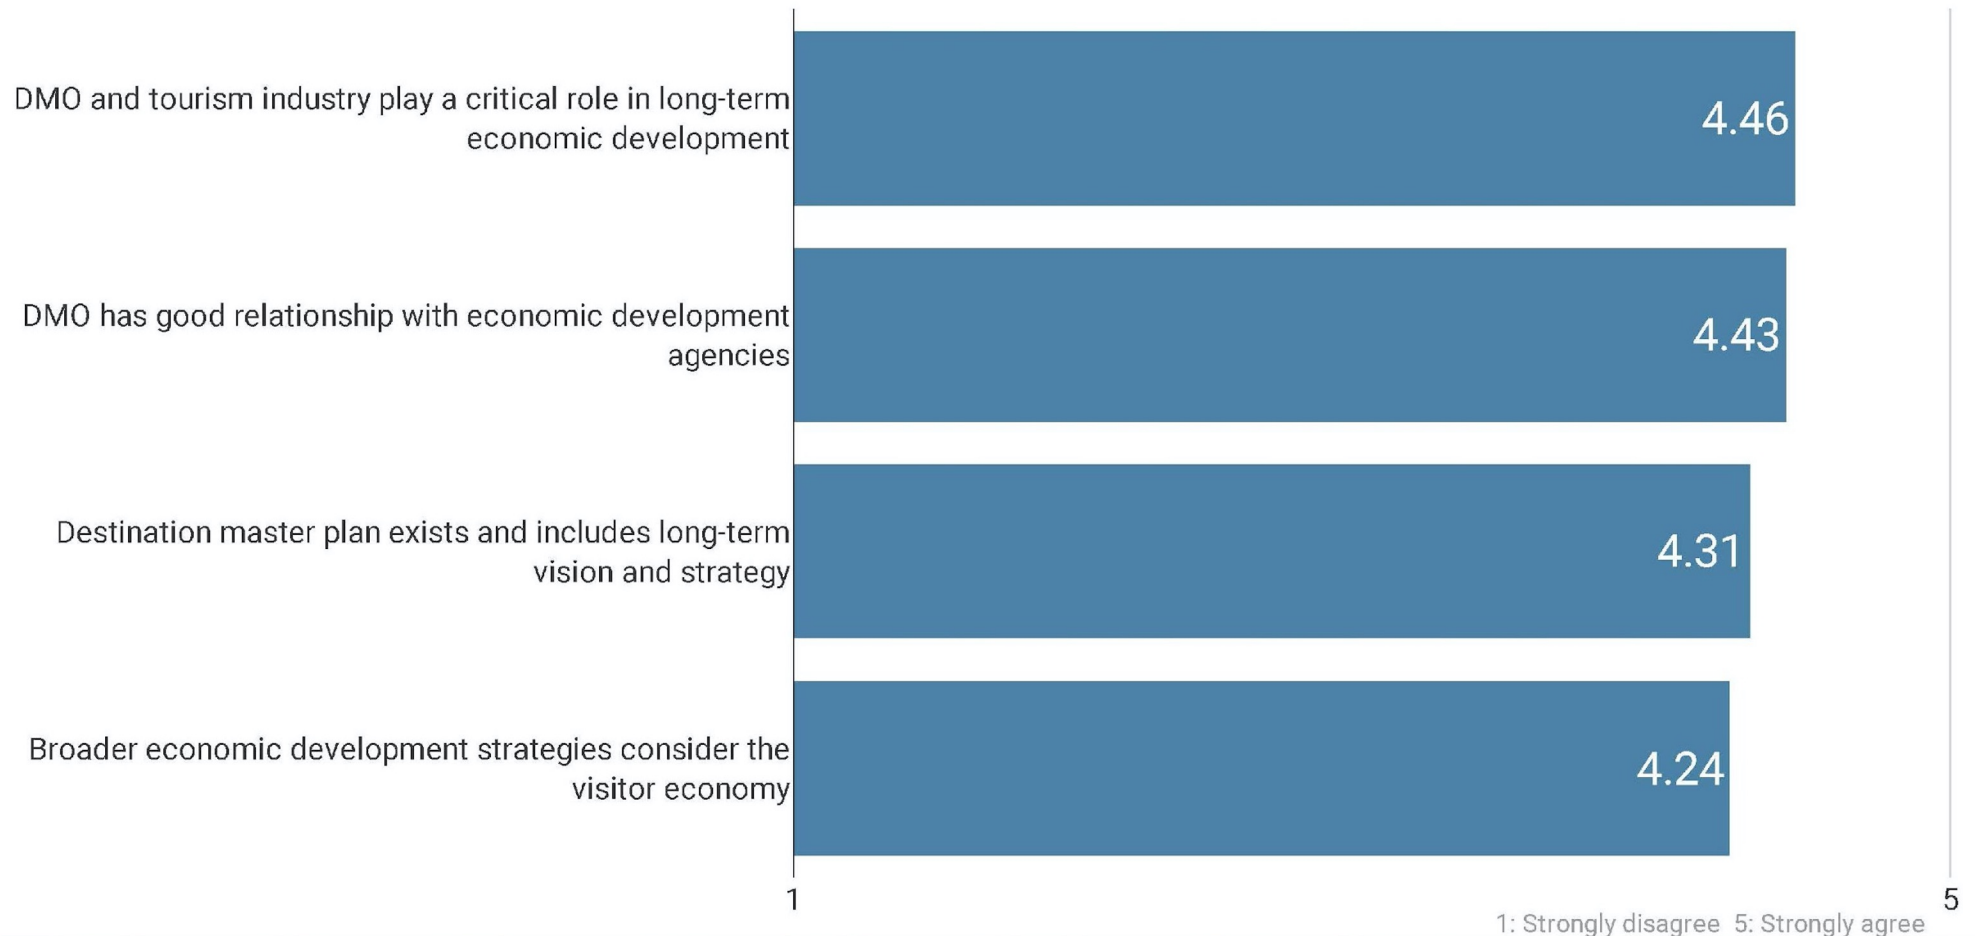 DMO and tourism industry play a critical role in long-term
economic development
4.46
DMO has good relationship with economic development
agencies
4.43
Destination master plan exists and includes long-term
vision and strategy
4.31
Broader economic development strategies consider the
visitor economy
4.24
1
5
1: Strongly disagree 5: Strongly agree